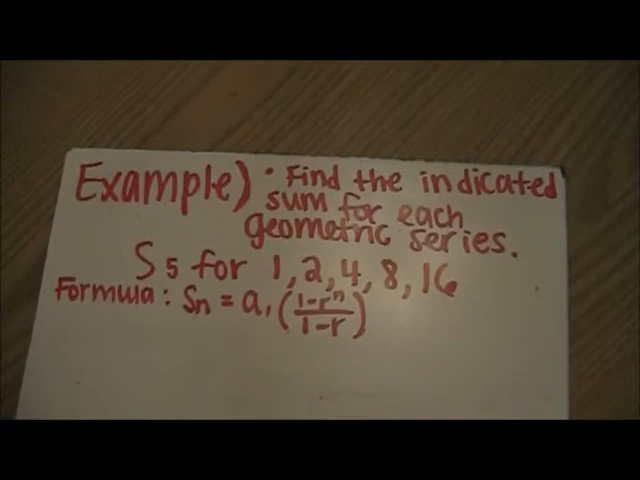 Example) • Find the indicated
sum for each
geometric series.
S5 for 1, 2, 4, 8, 16
Formula: Sn = a, (1-r^n / 1-r)